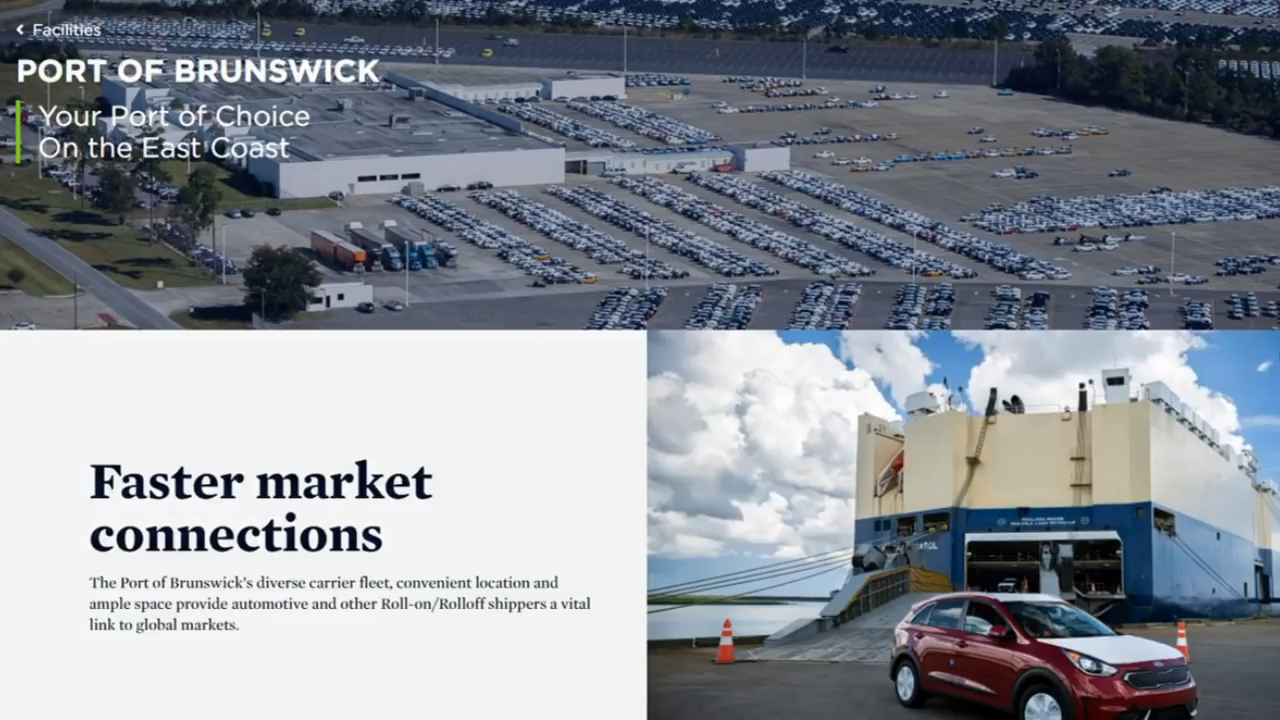 Facilities
PORT OF BRUNSWICK
Your Port of Choice
On the East Coast
Faster market
connections
The Port of Brunswick's diverse carrier fleet, convenient location and
ample space provide automotive and other Roll-on/Rolloff shippers a vital
link to global markets.